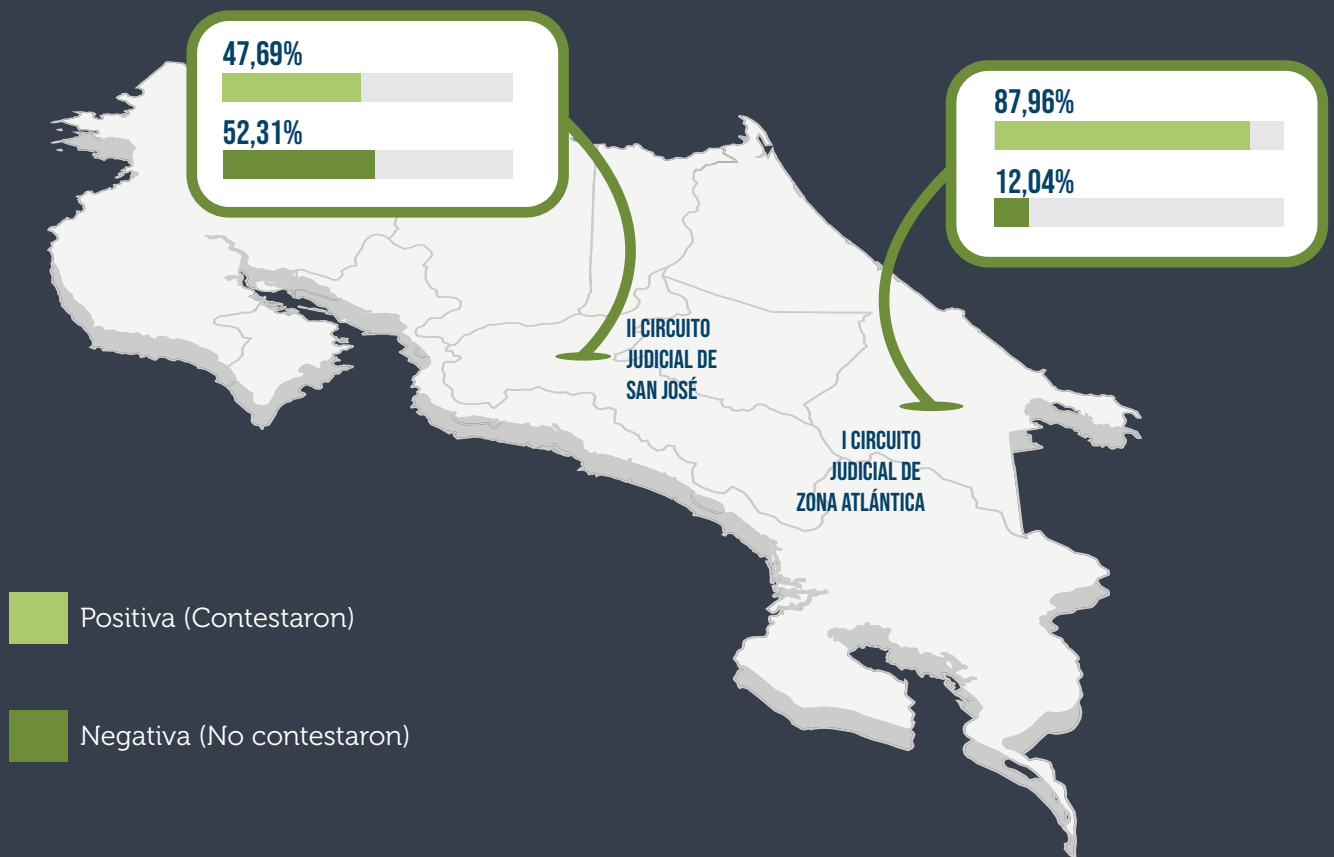 47,69%
52,31%
87,96%
12,04%
II CIRCUITO
JUDICIAL DE
SAN JOSÉ
I CIRCUITO
JUDICIAL DE
ZONA ATLÁNTICA
Positiva (Contestaron)
Negativa (No contestaron)